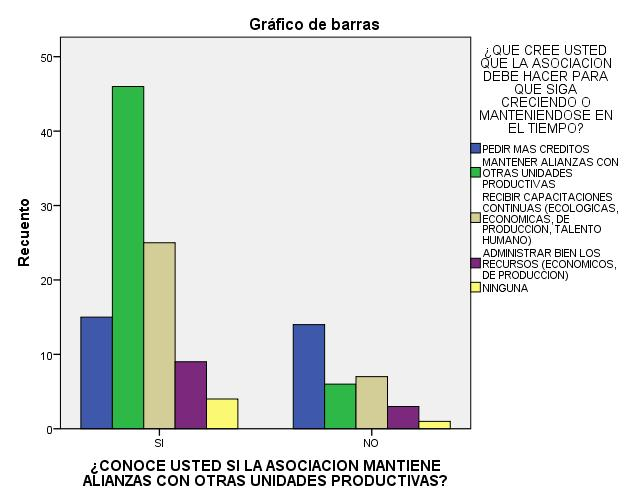 Gráfico de barras
¿QUE CREE USTED
QUE LA ASOCIACION
DEBE HACER PARA
QUE SIGA
CRECIENDO O
MANTENIENDOSE EN
EL TIEMPO?
PEDIR MAS CREDITOS
MANTENER ALIANZAS CON
OTRAS UNIDADES
PRODUCTIVAS
RECIBIR CAPACITACIONES
CONTINUAS (ECOLOGICAS,
ECONOMICAS, DE
PRODUCCION, TALENTO
HUMANO)
ADMINISTRAR BIEN LOS
RECURSOS (ECONOMICOS,
DE PRODUCCION)
NINGUNA
Recuento
50
40
30
20
10
0
SI
NO
¿CONOCE USTED SI LA ASOCIACION MANTIENE
ALIANZAS CON OTRAS UNIDADES PRODUCTIVAS?